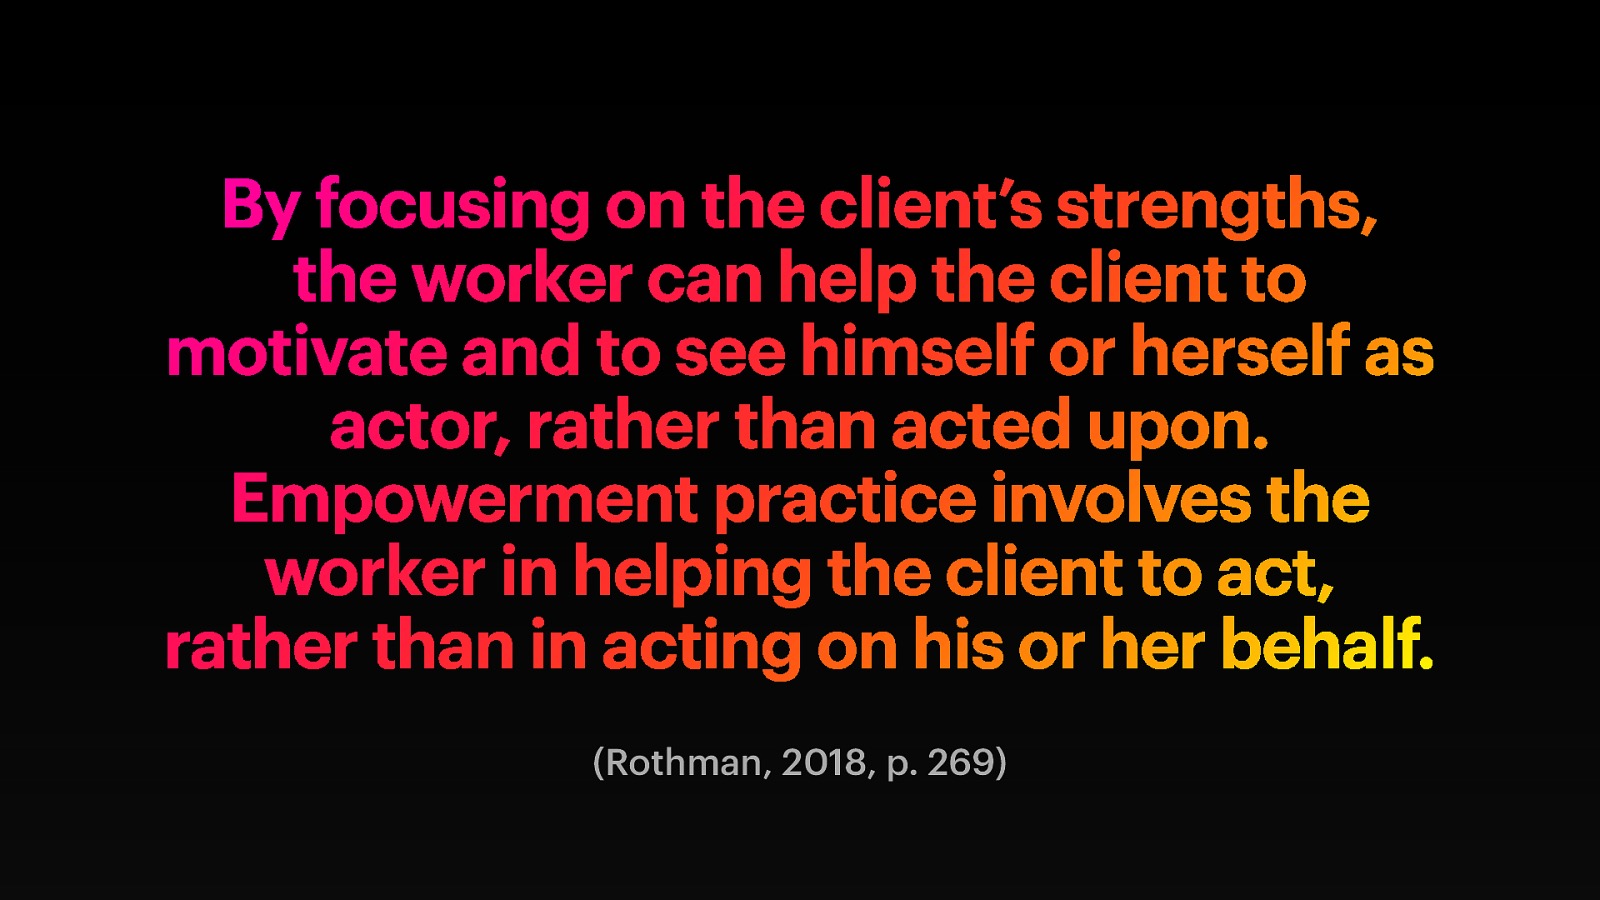 By focusing on the client’s strengths,
the worker can help the client to
motivate and to see himself or herself as
actor, rather than acted upon.
Empowerment practice involves the
worker in helping the client to act,
rather than in acting on his or her behalf.
(Rothman, 2018, p. 269)